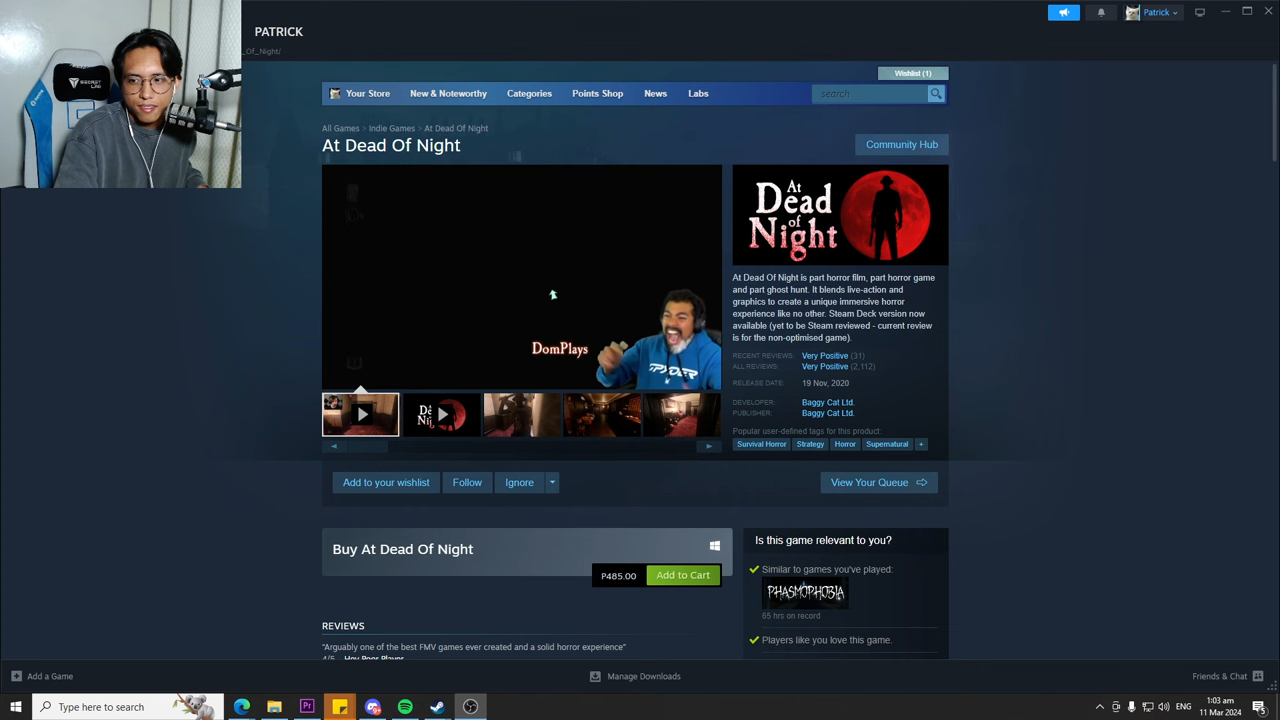 Patrick
PATRICK
_Of_Night/
Wishlist (1)
Your Store
New & Noteworthy
Categories
Points Shop
News
Labs
search
All Games > Indie Games > At Dead Of Night
At Dead Of Night
Community Hub
DomPlays
At
Dead
of
Night
At Dead Of Night is part horror film, part horror game
and part ghost hunt. It blends live-action and
graphics to create a unique immersive horror
experience like no other. Steam Deck version now
available (yet to be Steam reviewed - current review
is for the non-optimised game).
RECENT REVIEWS: Very Positive (31)
ALL REVIEWS: Very Positive (2,112)
RELEASE DATE: 19 Nov, 2020
DEVELOPER: Baggy Cat Ltd.
PUBLISHER: Baggy Cat Ltd.
Popular user-defined tags for this product:
Survival Horror
Strategy
Horror
Supernatural
+
Add to your wishlist
Follow
Ignore
View Your Queue
Buy At Dead Of Night
P485.00
Add to Cart
Is this game relevant to you?
Similar to games you've played:
PHASMOPHOBIA
65 hrs on record
Players like you love this game.
REVIEWS
“Arguably one of the best FMV games ever created and a solid horror experience”
4/5 – Hey Poor Player
Add a Game
Manage Downloads
Friends & Chat
Type here to search
Pr
ENG
1:03 am
11 Mar 2024